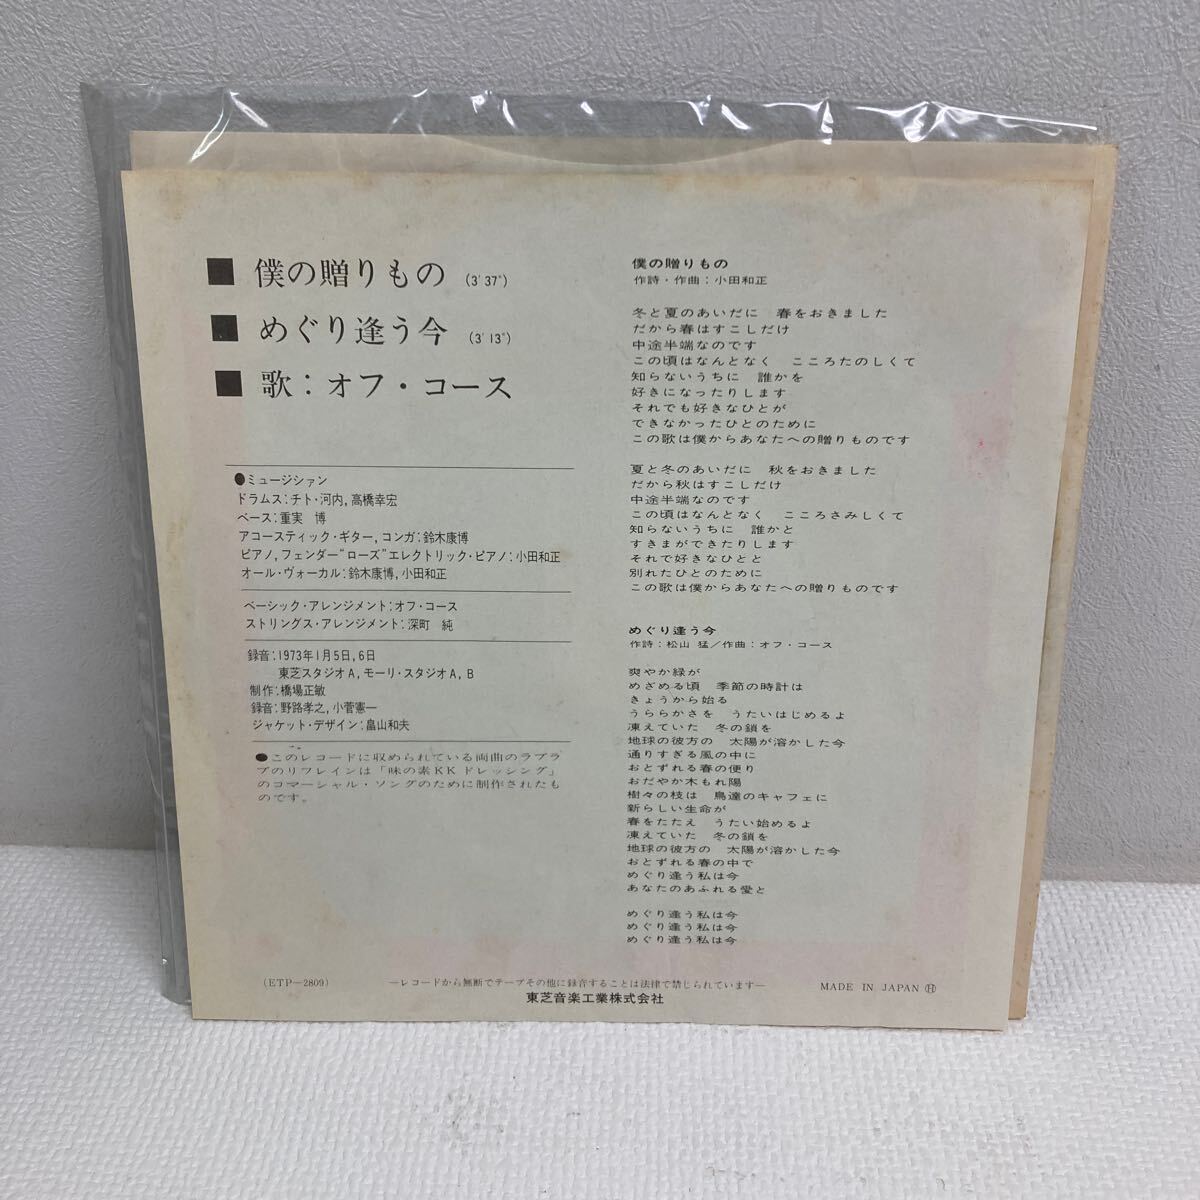 ■ 僕の贈りもの (3′37″)
■ めぐり逢う今 (3′13″)
■ 歌：オフ・コース
●ミュージシャン
ドラムス：チト・河内，高橋幸宏
ベース：重実　博
アコースティック・ギター，コンガ：鈴木康博
ピアノ，フェンダー“ローズ”エレクトリック・ピアノ：小田和正
オール・ヴォーカル：鈴木康博，小田和正
ベーシック・アレンジメント：オフ・コース
ストリングス・アレンジメント：深町　純
録音：1973年1月5日，6日
東芝スタジオA，モーリ・スタジオA，B
制作：橋場正敏
録音：野路孝之，小菅憲一
ジャケット・デザイン：畠山和夫
●このレコードに収められている両曲のラブラ
ブのリフレインは「味の素KKドレッシング」
のコマーシャル・ソングのために制作されたも
のです。
僕の贈りもの
作詩・作曲：小田和正
冬と夏のあいだに　春をおきました
だから春はすこしだけ
中途半端なのです
この頃はなんとなく　こころたのしくて
知らないうちに　誰かを
好きになったりします
それでも好きなひとが
できなかったひとのために
この歌は僕からあなたへの贈りものです
夏と冬のあいだに　秋をおきました
だから秋はすこしだけ
中途半端なのです
この頃はなんとなく　こころさみしくて
知らないうちに　誰かと
すきまができたりします
それで好きなひとと
別れたひとのために
この歌は僕からあなたへの贈りものです
めぐり逢う今
作詩：松山　猛／作曲：オフ・コース
爽やか緑が
めざめる頃　季節の時計は
きょうから始る
うららかさを　うたいはじめるよ
凍えていた　冬の鎖を
地球の彼方の　太陽が溶かした今
通りすぎる風の中に
おとずれる春の便り
おだやか木もれ陽
樹々の枝は　鳥達のキャフェに
新らしい生命が
春をたたえ　うたい始めるよ
凍えていた　冬の鎖を
地球の彼方の　太陽が溶かした今
おとずれる春の中で
めぐり逢う私は今
あなたのあふれる愛と
めぐり逢う私は今
めぐり逢う私は今
めぐり逢う私は今
(ETP－2809)
―レコードから無断でテープその他に録音することは法律で禁じられています―
東芝音楽工業株式会社
MADE IN JAPAN Ⓗ